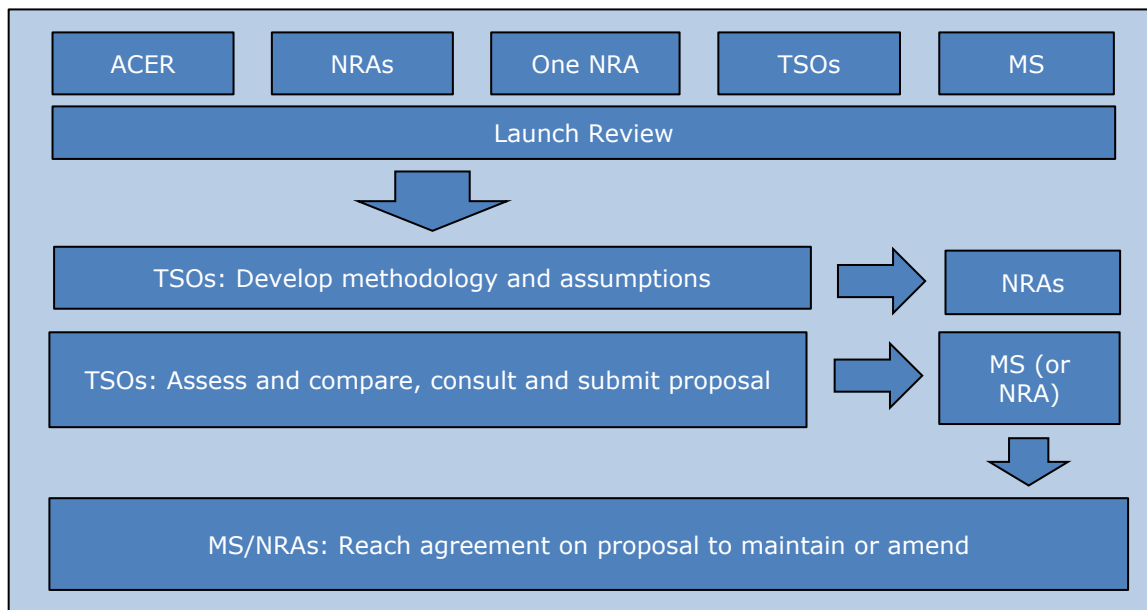 ACER
NRAs
One NRA
TSOs
MS
Launch Review
TSOs: Develop methodology and assumptions
NRAs
TSOs: Assess and compare, consult and submit proposal
MS (or
NRA)
MS/NRAs: Reach agreement on proposal to maintain or amend